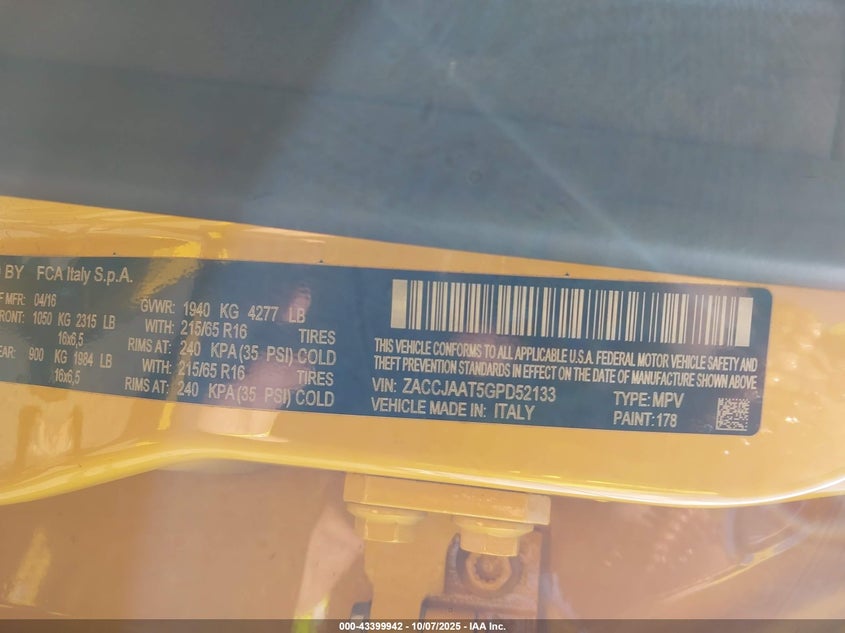 D BY FCA Italy S.p.A.
F MFR: 04/16
GVWR: 1940 KG 4277 LB
RONT: 1050 KG 2315 LB
WITH: 215/65 R16 TIRES
16x6,5
RIMS AT: 240 KPA (35 PSI) COLD
EAR: 900 KG 1984 LB
WITH: 215/65 R16 TIRES
16x6,5
RIMS AT: 240 KPA (35 PSI) COLD
THIS VEHICLE CONFORMS TO ALL APPLICABLE U.S.A. FEDERAL MOTOR VEHICLE SAFETY AND
THEFT PREVENTION STANDARDS IN EFFECT ON THE DATE OF MANUFACTURE SHOWN ABOVE
VIN: ZACCJAAT5GPD52133 TYPE: MPV
VEHICLE MADE IN: ITALY PAINT: 178
000-43399942 | 10/07/2025 | IAA Inc.